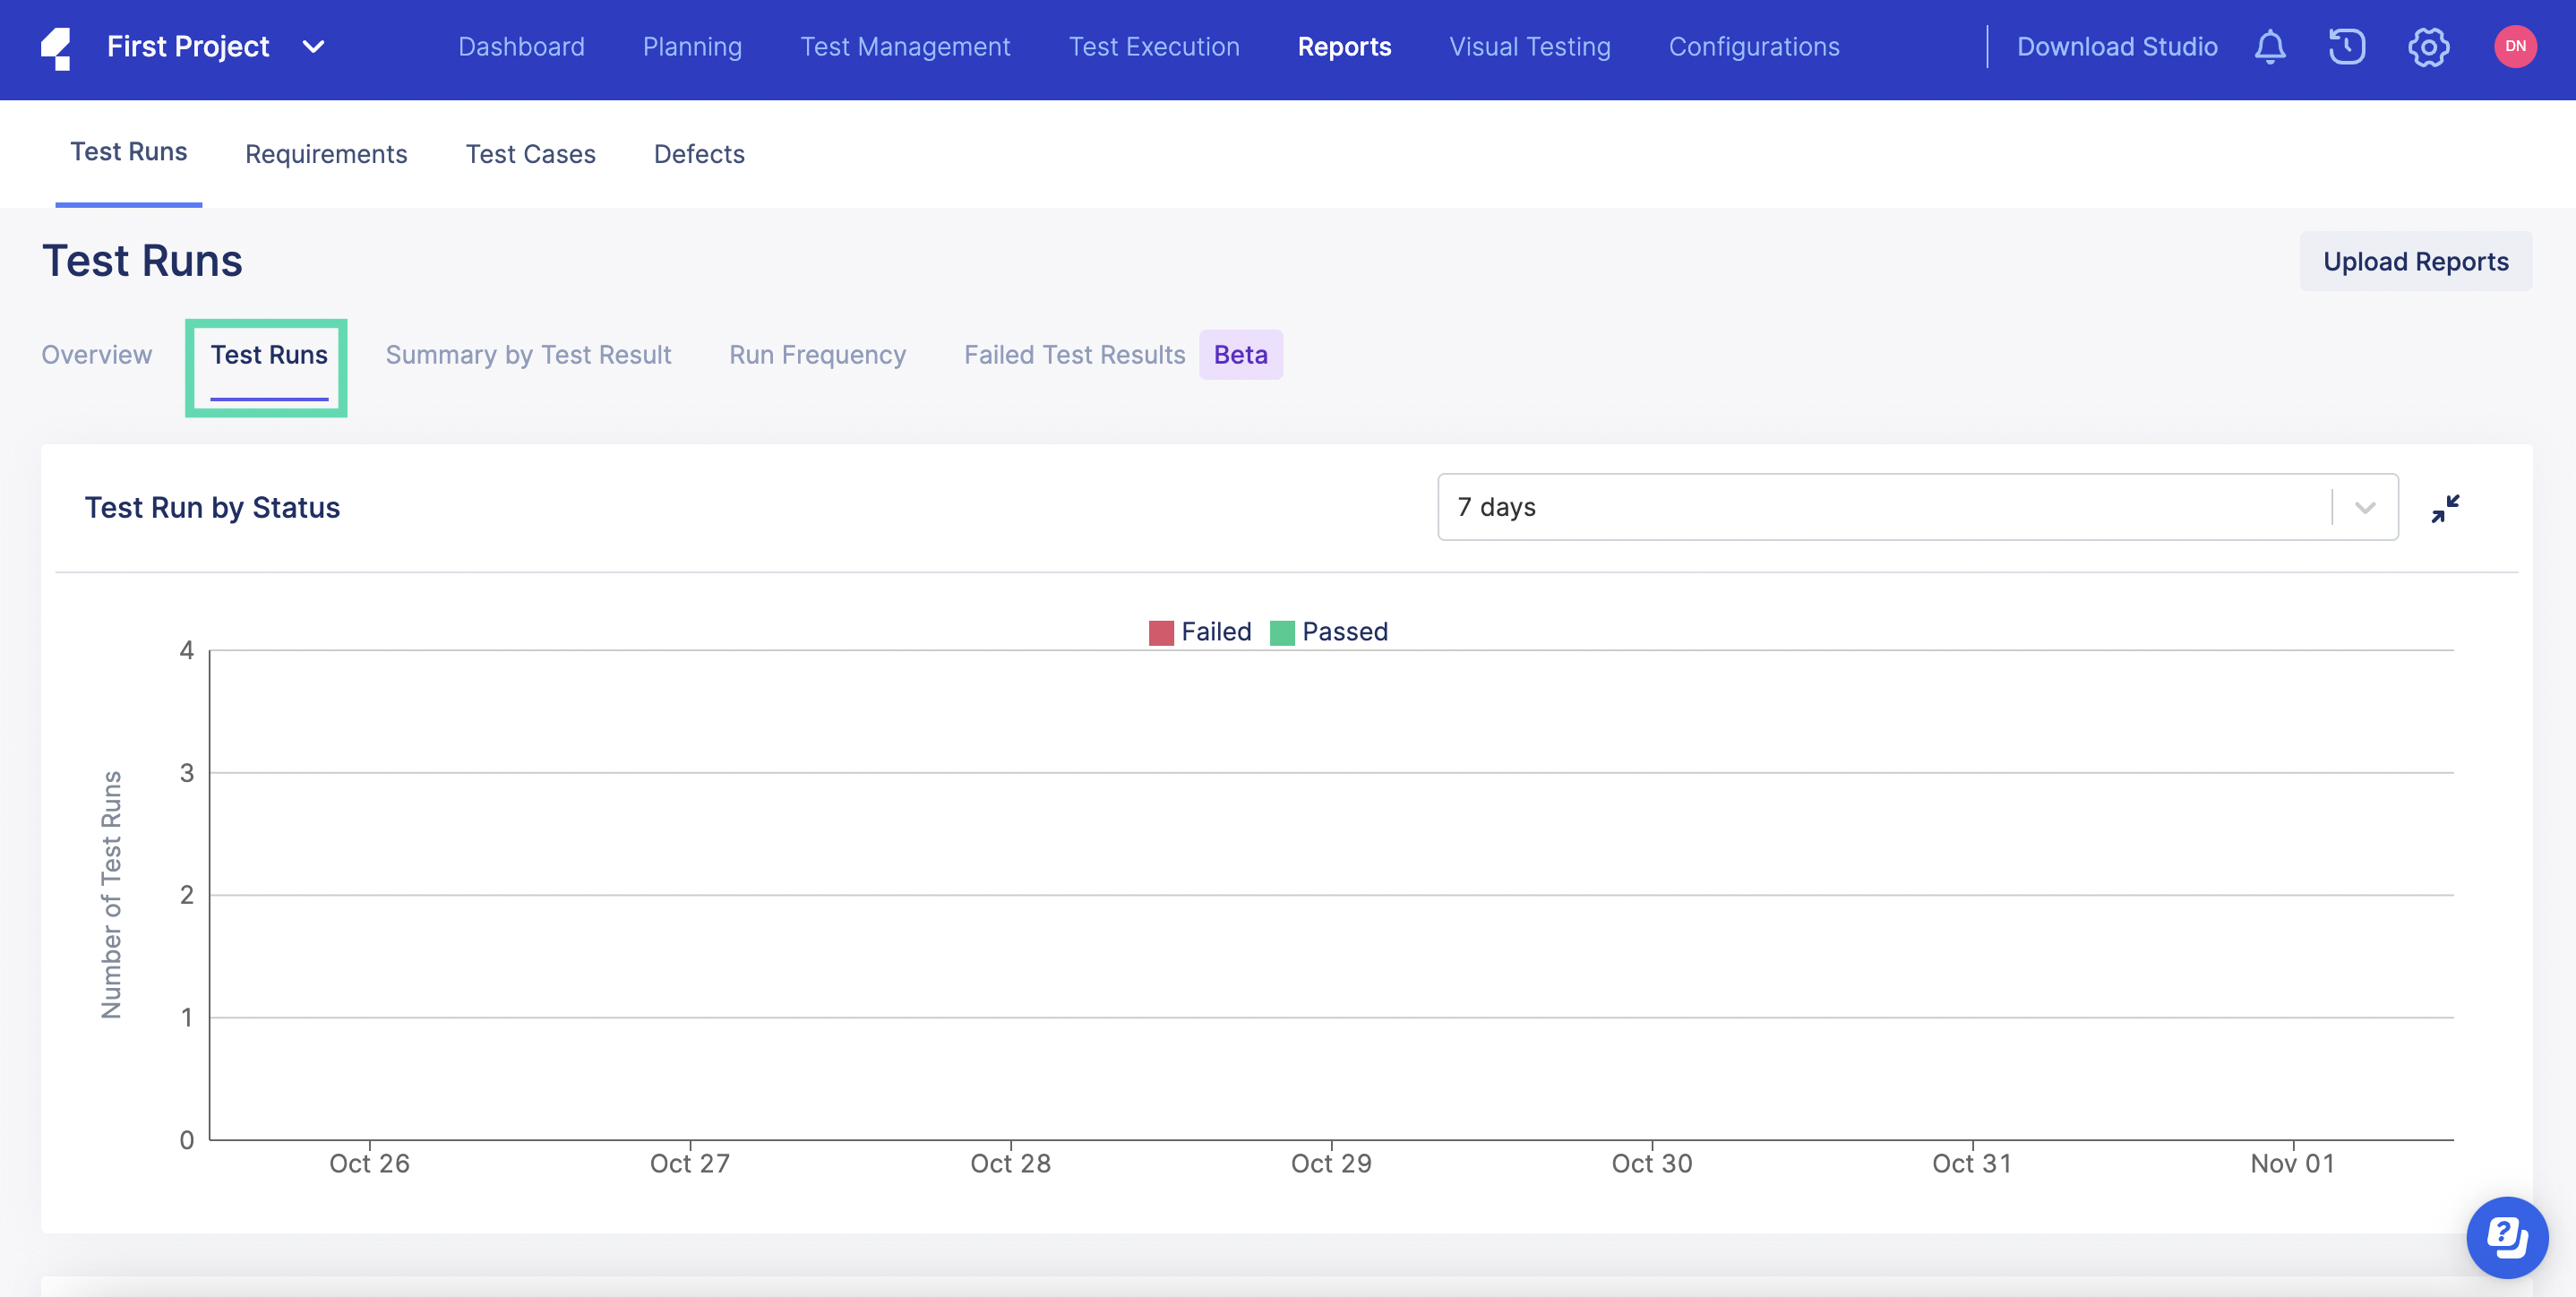 First Project Dashboard Planning Test Management Test Execution Reports Visual Testing Configurations Download Studio DN
Test Runs Requirements Test Cases Defects
Test Runs Upload Reports
Overview Test Runs Summary by Test Result Run Frequency Failed Test Results Beta
Test Run by Status 7 days
Failed Passed
4
3
2
1
0
Number of Test Runs
Oct 26 Oct 27 Oct 28 Oct 29 Oct 30 Oct 31 Nov 01
?